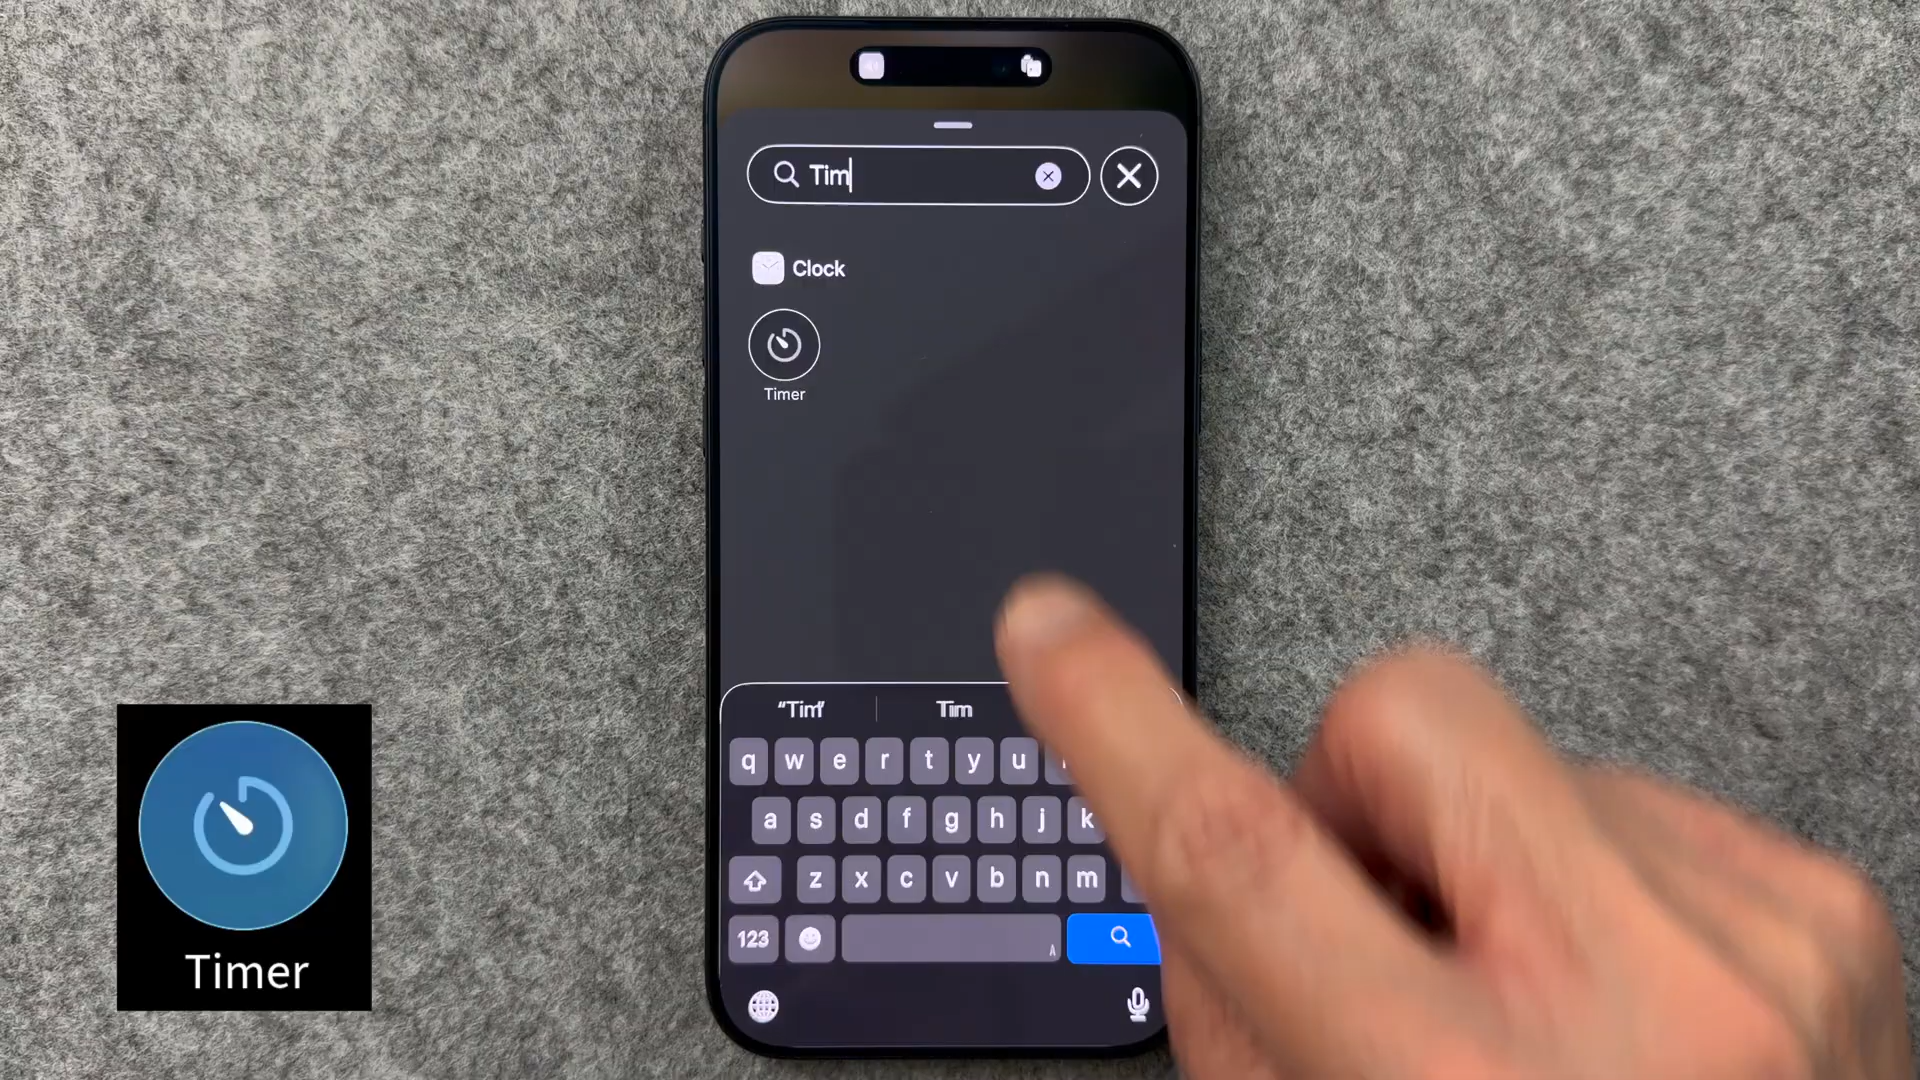 Tim
Clock
Timer
"Tim" Tim
q w e r t y u
a s d f g h j k
z x c v b n m
123
A
Timer